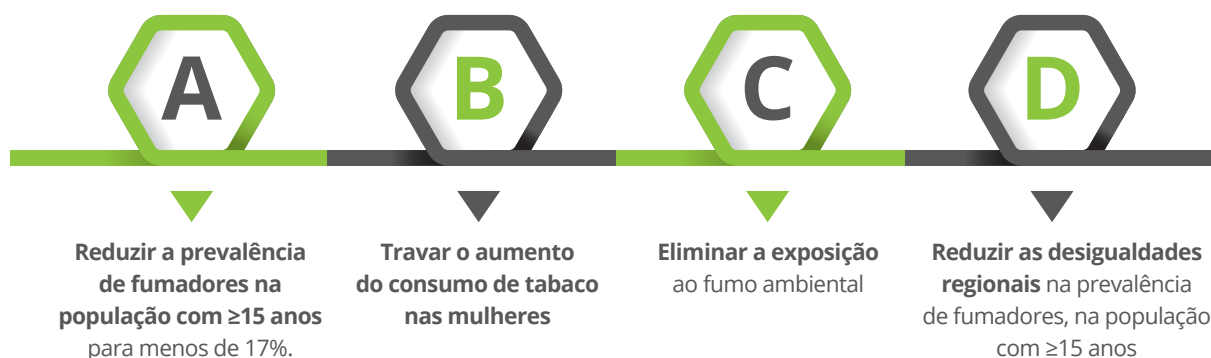 A
B
C
D
Reduzir a prevalência
de fumadores na
população com ≥15 anos
para menos de 17%.
Travar o aumento
do consumo de tabaco
nas mulheres
Eliminar a exposição
ao fumo ambiental
Reduzir as desigualdades
regionais na prevalência
de fumadores, na população
com ≥15 anos